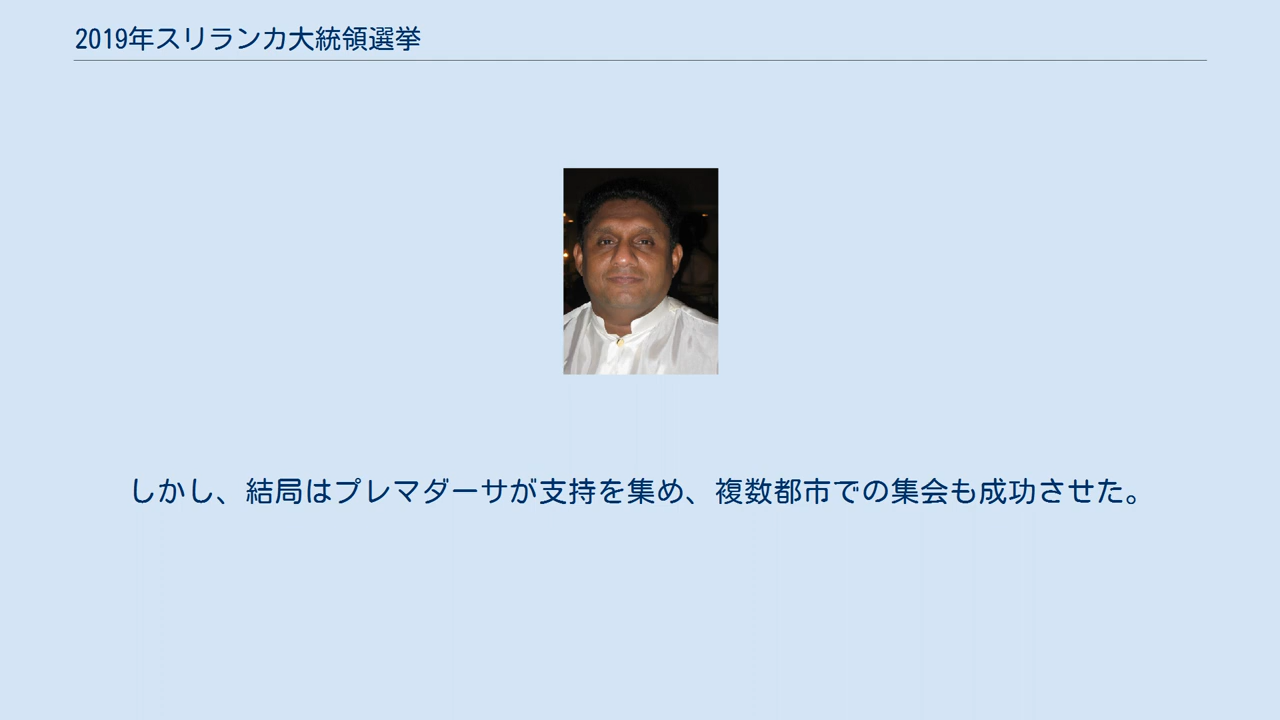 2019年スリランカ大統領選挙
しかし、結局はプレマダーサが支持を集め、複数都市での集会も成功させた。